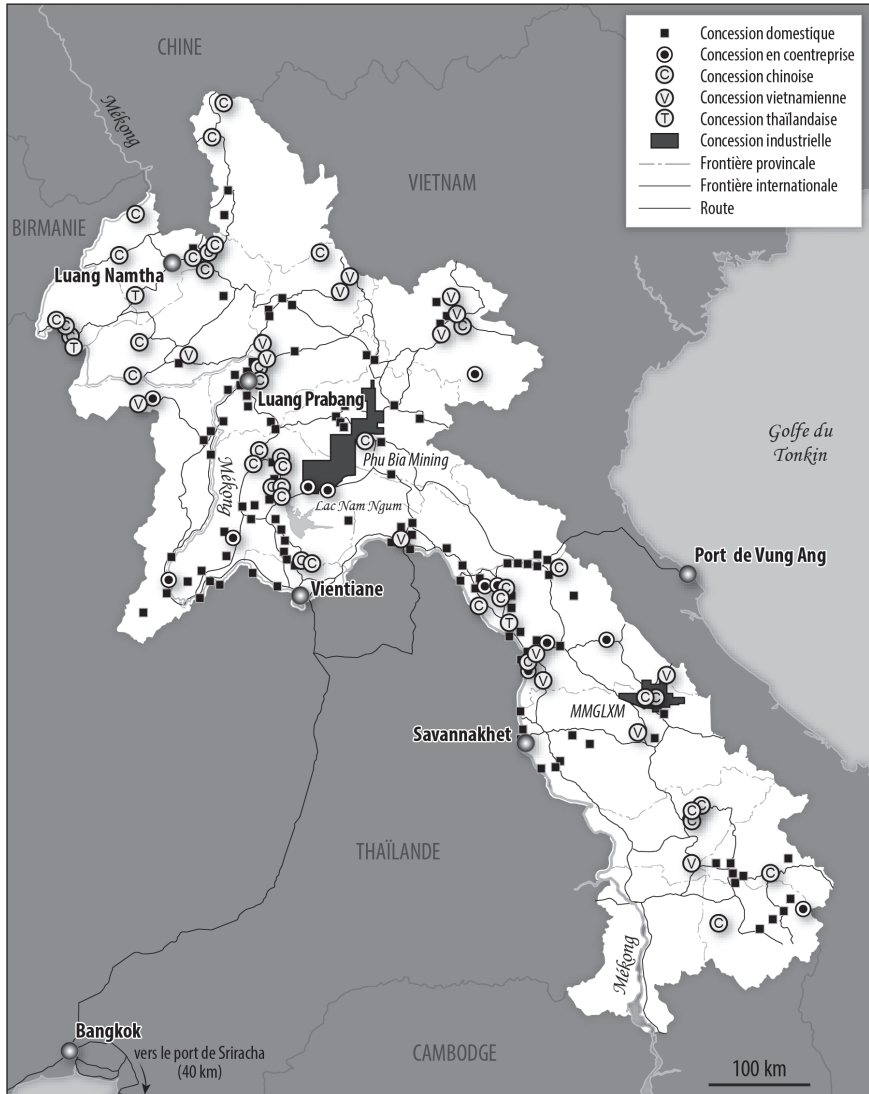 CHINE
Mékong
VIETNAM
BIRMANIE
Concession domestique
Concession en coentreprise
C Concession chinoise
V Concession vietnamienne
T Concession thaïlandaise
Concession industrielle
Frontière provincale
Frontière internationale
Route
C
C
C
C
C
C
C
C
C
Luang Namtha
V
V
T
V
V
C
V
C
C
C
T
C
V
V
V
C
C
C
V
Luang Prabang
Golfe du
Tonkin
C
Phu Bia Mining
Mékong
C
C
C
C
C
C
C
Lac Nam Ngum
V
C
C
Port de Vung Ang
C
Vientiane
C
C
C
T
V
C
V
V
C
C
MMGLXM
V
Savannakhet
C
C
C
THAÏLANDE
V
C
C
Mékong
Bangkok
vers le port de Sriracha
(40 km)
CAMBODGE
100 km